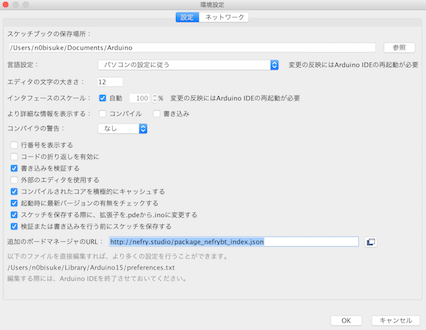 環境設定
設定 ネットワーク
スケッチブックの保存場所：
/Users/n0bisuke/Documents/Arduino 参照
言語設定： パソコンの設定に従う 変更の反映にはArduino IDEの再起動が必要
エディタの文字の大きさ： 12
インタフェースのスケール： 自動 100 % 変更の反映にはArduino IDEの再起動が必要
より詳細な情報を表示する： コンパイル 書き込み
コンパイラの警告： なし
行番号を表示する
コードの折り返しを有効に
書き込みを検証する
外部のエディタを使用する
コンパイルされたコアを積極的にキャッシュする
起動時に最新バージョンの有無をチェックする
スケッチを保存する際に、拡張子を.pdeから.inoに変更する
検証または書き込みを行う前にスケッチを保存する
追加のボードマネージャのURL： http://nefry.studio/package_nefrybt_index.json
以下のファイルを直接編集すれば、より多くの設定を行うことができます。
/Users/n0bisuke/Library/Arduino15/preferences.txt
編集する際には、Arduino IDEを終了させておいてください。
OK キャンセル